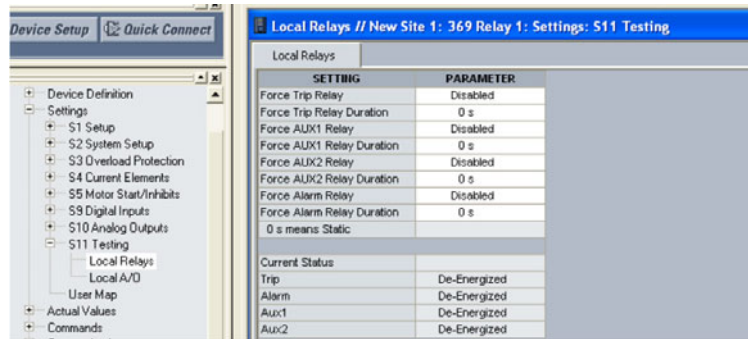 Device Setup
Quick Connect
Device Definition
Settings
S1 Setup
S2 System Setup
S3 Overload Protection
S4 Current Elements
S5 Motor Start/Inhibits
S9 Digital Inputs
S10 Analog Outputs
S11 Testing
Local Relays
Local A/O
User Map
Actual Values
Commands
Local Relays // New Site 1: 369 Relay 1: Settings: S11 Testing
Local Relays
SETTING PARAMETER
Force Trip Relay Disabled
Force Trip Relay Duration 0 s
Force AUX1 Relay Disabled
Force AUX1 Relay Duration 0 s
Force AUX2 Relay Disabled
Force AUX2 Relay Duration 0 s
Force Alarm Relay Disabled
Force Alarm Relay Duration 0 s
0 s means Static
Current Status
Trip De-Energized
Alarm De-Energized
Aux1 De-Energized
Aux2 De-Energized